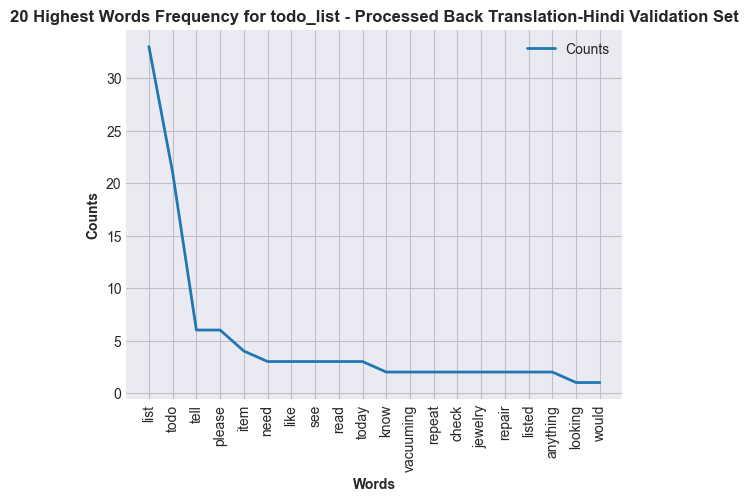 20 Highest Words Frequency for todo_list - Processed Back Translation-Hindi Validation Set
Counts
30
25
20
15
10
5
0
Counts
list
todo
tell
please
item
need
like
see
read
today
know
vacuuming
repeat
check
jewelry
repair
listed
anything
looking
would
Words